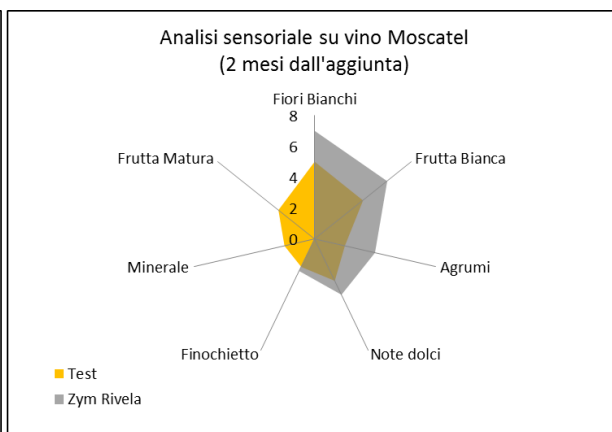 Analisi sensoriale su vino Moscatel
(2 mesi dall'aggiunta)
Fiori Bianchi
8
6
4
2
0
Frutta Matura
Frutta Bianca
Minerale
Agrumi
Finochietto
Note dolci
Test
Zym Rivela